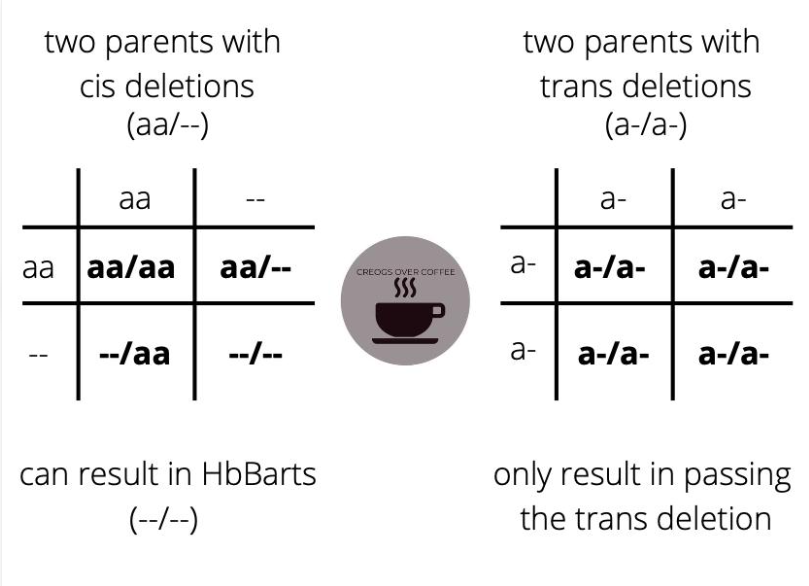 two parents with
cis deletions
(aa/--)
aa --
aa aa/aa aa/--
-- --/aa --/--
can result in HbBarts
(--/--)
CREOGS OVER COFFEE
two parents with
trans deletions
(a-/a-)
a- a-
a- a-/a- a-/a-
a- a-/a- a-/a-
only result in passing
the trans deletion